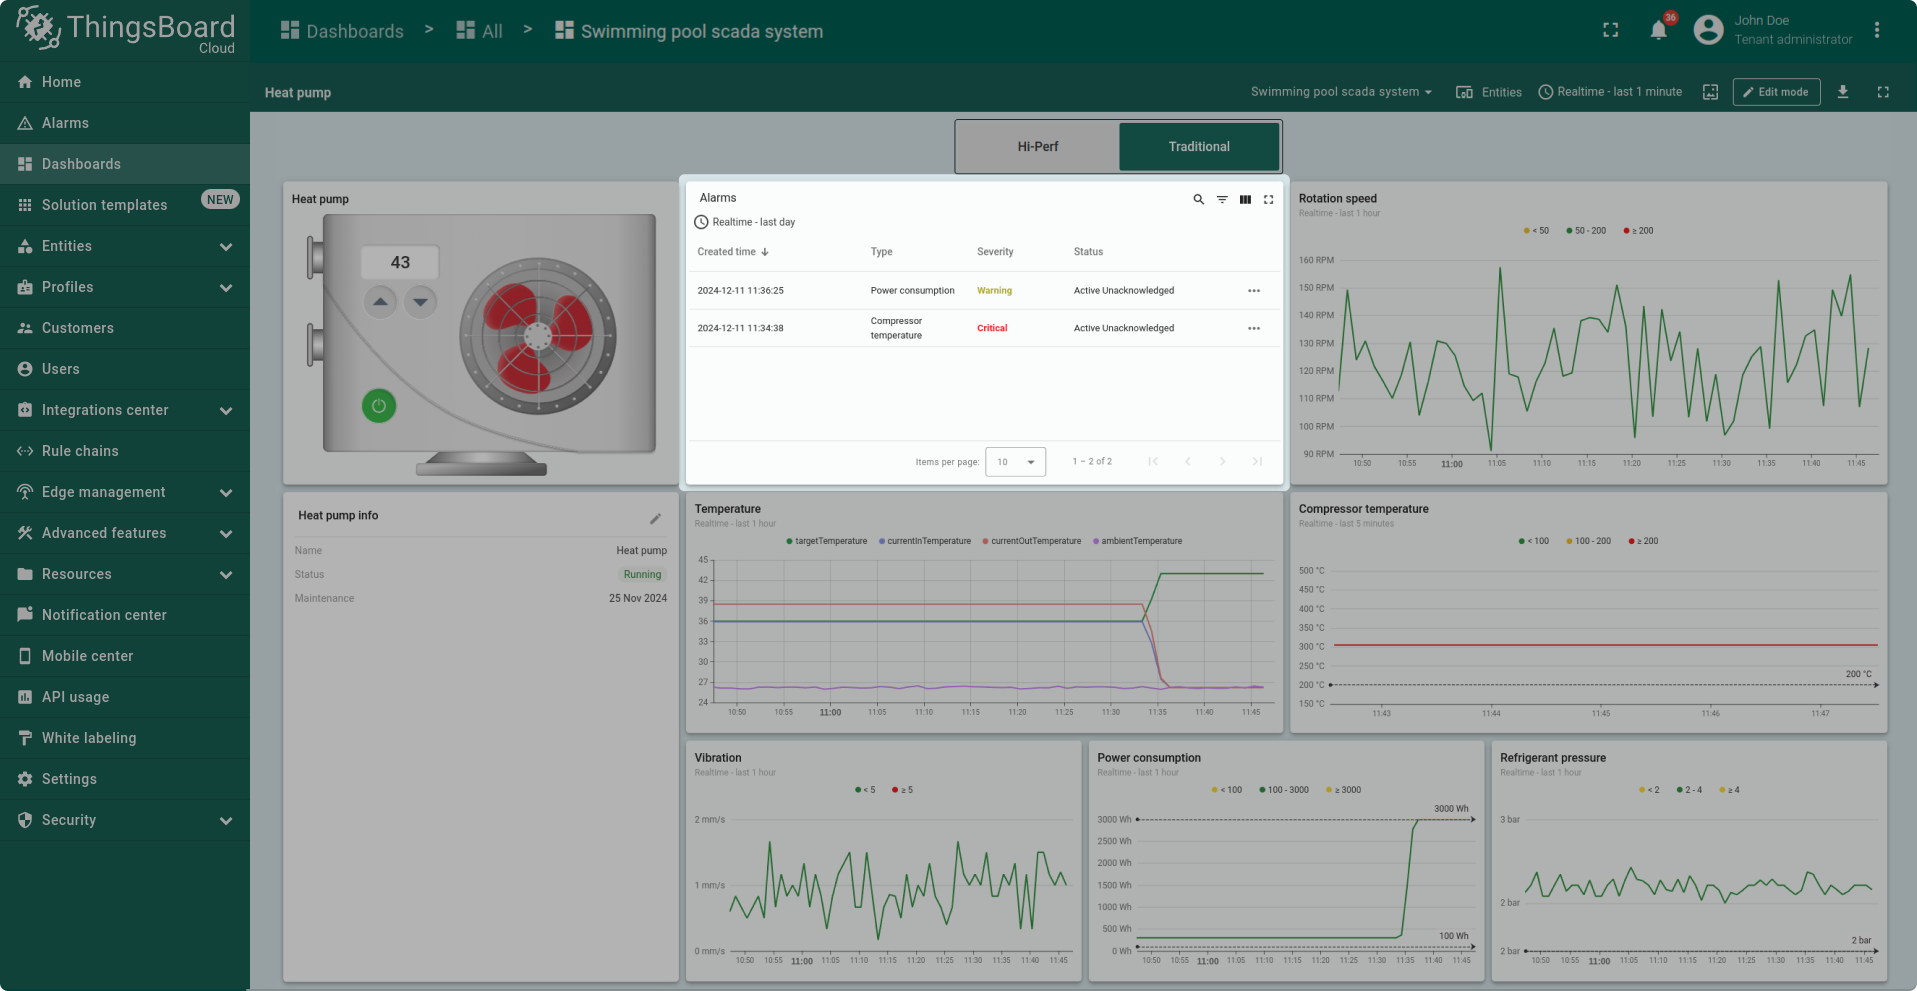 ThingsBoard
Cloud
Dashboards > All > Swimming pool scada system
36
John Doe
Tenant administrator
Home
Alarms
Dashboards
Solution templates NEW
Entities
Profiles
Customers
Users
Integrations center
Rule chains
Edge management
Advanced features
Resources
Notification center
Mobile center
API usage
White labeling
Settings
Security
Heat pump
Swimming pool scada system Entities Realtime - last 1 minute Edit mode
Hi-Perf Traditional
Heat pump
43
Alarms
Realtime - last day
Created time Type Severity Status
2024-12-11 11:36:25 Power consumption Warning Active Unacknowledged
2024-12-11 11:34:38 Compressor temperature Critical Active Unacknowledged
Items per page: 10 1 – 2 of 2
Rotation speed
Realtime - last 1 hour
< 50 50 - 200 ≥ 200
160 RPM
150 RPM
140 RPM
130 RPM
120 RPM
110 RPM
100 RPM
90 RPM
10:50 10:55 11:00 11:05 11:10 11:15 11:20 11:25 11:30 11:35 11:40 11:45
Heat pump info
Name Heat pump
Status Running
Maintenance 25 Nov 2024
Temperature
Realtime - last 1 hour
targetTemperature currentInTemperature currentOutTemperature ambientTemperature
45
42
39
36
33
30
27
24
10:50 10:55 11:00 11:05 11:10 11:15 11:20 11:25 11:30 11:35 11:40 11:45
Compressor temperature
Realtime - last 5 minutes
< 100 100 - 200 ≥ 200
500 °C
450 °C
400 °C
350 °C
300 °C
250 °C
200 °C
200 °C
150 °C
11:43 11:44 11:45 11:46 11:47
Vibration
Realtime - last 1 hour
< 5 ≥ 5
2 mm/s
1 mm/s
0 mm/s
10:50 10:55 11:00 11:05 11:10 11:15 11:20 11:25 11:30 11:35 11:40 11:45
Power consumption
Realtime - last 1 hour
< 100 100 - 3000 ≥ 3000
3000 Wh
3000 Wh
2500 Wh
2000 Wh
1500 Wh
1000 Wh
500 Wh
100 Wh
0 Wh
10:50 10:55 11:00 11:05 11:10 11:15 11:20 11:25 11:30 11:35 11:40 11:45
Refrigerant pressure
Realtime - last 1 hour
< 2 2 - 4 ≥ 4
3 bar
2 bar
2 bar
2 bar
10:50 10:55 11:00 11:05 11:10 11:15 11:20 11:25 11:30 11:35 11:40 11:45